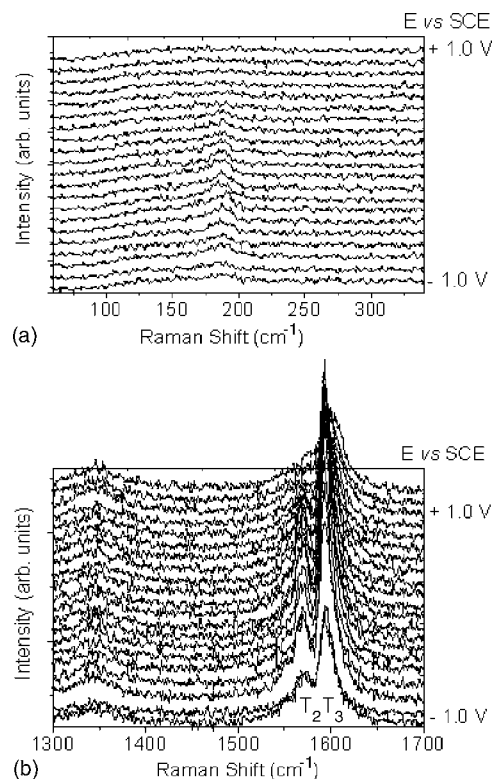 E vs SCE
+ 1.0 V
Intensity (arb. units)
- 1.0 V
100 150 200 250 300
Raman Shift (cm⁻¹)
(a)
E vs SCE
+ 1.0 V
Intensity (arb. units)
T₂ T₃
- 1.0 V
1300 1400 1500 1600 1700
Raman Shift (cm⁻¹)
(b)